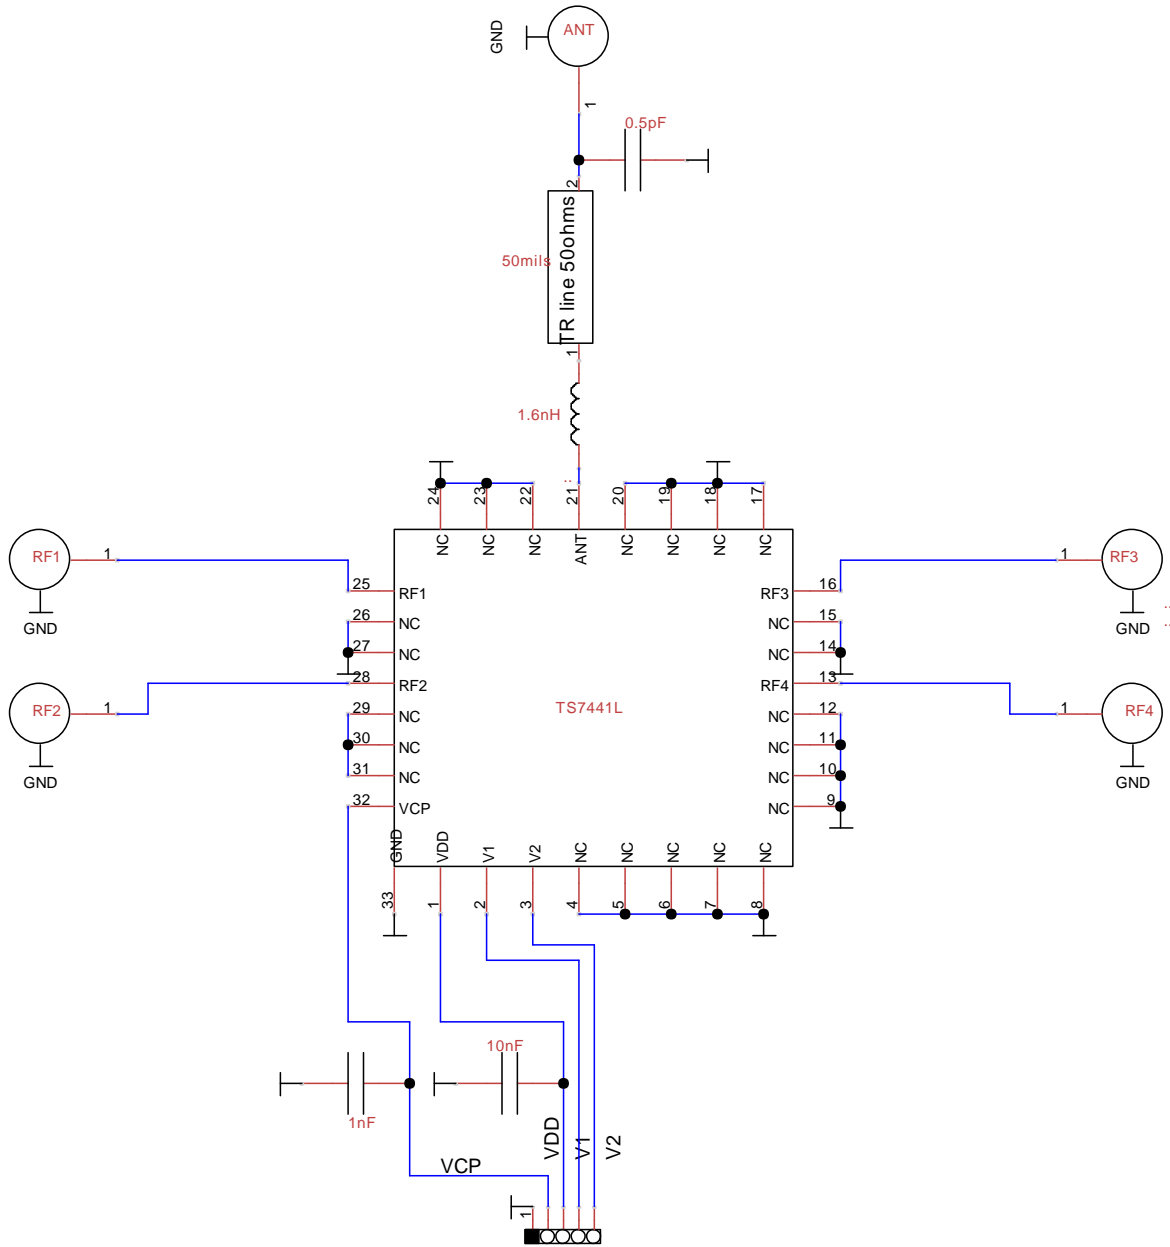 GND
ANT
1
0.5pF
2
TR line 50ohms
50mils
1
1.6nH
24 23 22 21 20 19 18 17
NC NC NC ANT NC NC NC NC
RF1 1
GND
25 RF1
26 NC
27 NC
28 RF2
29 NC
30 NC
31 NC
32 VCP
RF2 1
GND
TS7441L
RF3 16
NC 15
NC 14
RF4 13
NC 12
NC 11
NC 10
NC 9
1 RF3
GND
1 RF4
GND
GND VDD V1 V2 NC NC NC NC NC
33 1 2 3 4 5 6 7 8
10nF
1nF
VCP
VDD
V1
V2
1